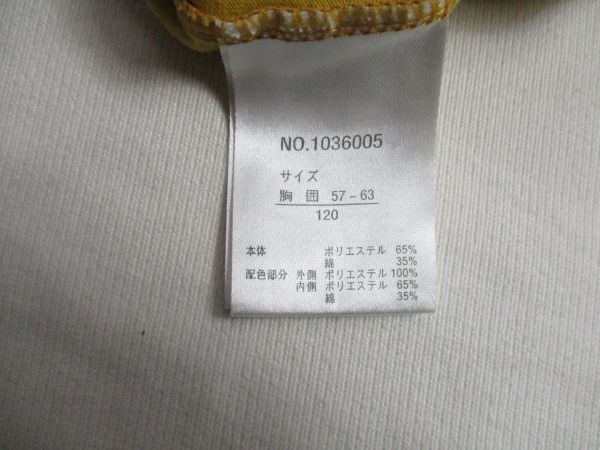 NO.1036005
サイズ
胸 囲 57~63
120
本体 ポリエステル 65%
綿 35%
配色部分 外側 ポリエステル 100%
内側 ポリエステル 65%
綿 35%